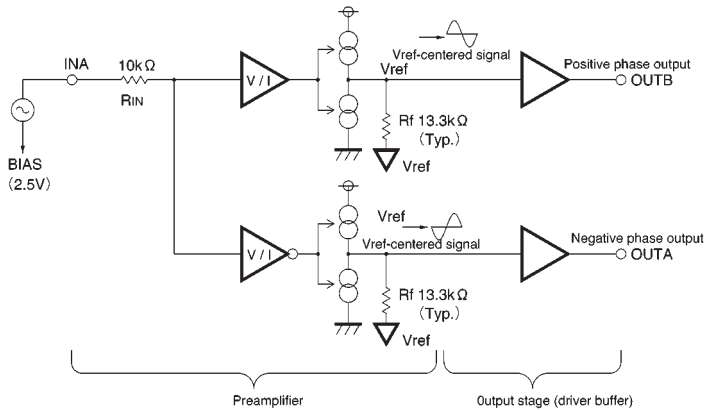 INA
10kΩ
RIN
BIAS
(2.5V)
V / I
Vref-centered signal
Vref
Rf 13.3kΩ
(Typ.)
Vref
Positive phase output
OUTB
V / I
Vref
Vref-centered signal
Rf 13.3kΩ
(Typ.)
Vref
Negative phase output
OUTA
Preamplifier
Output stage (driver buffer)